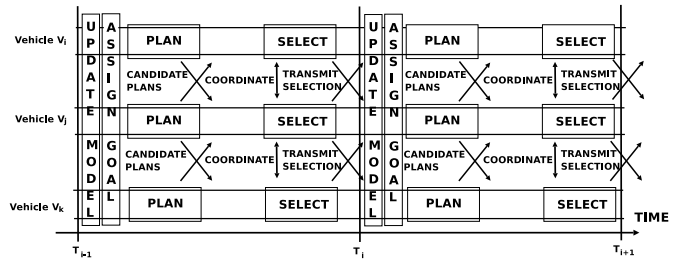 UPDATE MODEL
ASSIGN GOAL
UPDATE MODEL
ASSIGN GOAL
Vehicle Vi PLAN SELECT PLAN SELECT
CANDIDATE PLANS COORDINATE TRANSMIT SELECTION CANDIDATE PLANS COORDINATE TRANSMIT SELECTION
Vehicle Vj PLAN SELECT PLAN SELECT
CANDIDATE PLANS COORDINATE TRANSMIT SELECTION CANDIDATE PLANS COORDINATE TRANSMIT SELECTION
Vehicle Vk PLAN SELECT PLAN SELECT
TIME
Ti-1 Ti Ti+1